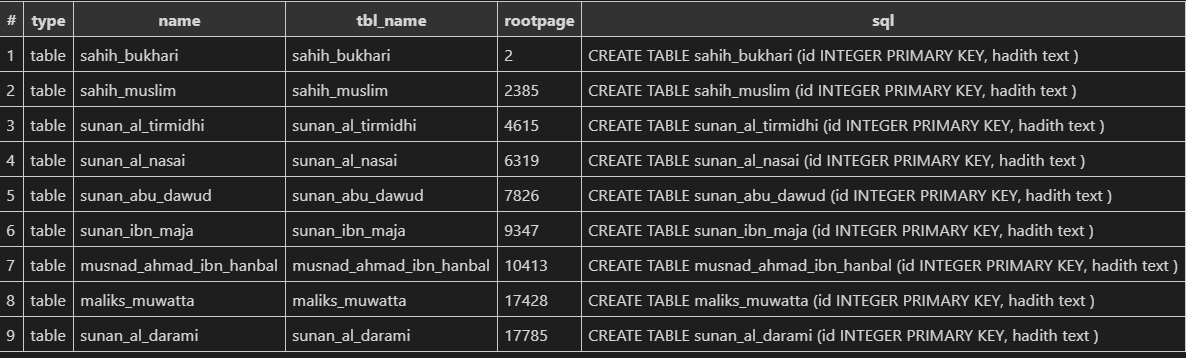 # type name tbl_name rootpage sql
1 table sahih_bukhari sahih_bukhari 2 CREATE TABLE sahih_bukhari (id INTEGER PRIMARY KEY, hadith text )
2 table sahih_muslim sahih_muslim 2385 CREATE TABLE sahih_muslim (id INTEGER PRIMARY KEY, hadith text )
3 table sunan_al_tirmidhi sunan_al_tirmidhi 4615 CREATE TABLE sunan_al_tirmidhi (id INTEGER PRIMARY KEY, hadith text )
4 table sunan_al_nasai sunan_al_nasai 6319 CREATE TABLE sunan_al_nasai (id INTEGER PRIMARY KEY, hadith text )
5 table sunan_abu_dawud sunan_abu_dawud 7826 CREATE TABLE sunan_abu_dawud (id INTEGER PRIMARY KEY, hadith text )
6 table sunan_ibn_maja sunan_ibn_maja 9347 CREATE TABLE sunan_ibn_maja (id INTEGER PRIMARY KEY, hadith text )
7 table musnad_ahmad_ibn_hanbal musnad_ahmad_ibn_hanbal 10413 CREATE TABLE musnad_ahmad_ibn_hanbal (id INTEGER PRIMARY KEY, hadith text )
8 table maliks_muwatta maliks_muwatta 17428 CREATE TABLE maliks_muwatta (id INTEGER PRIMARY KEY, hadith text )
9 table sunan_al_darami sunan_al_darami 17785 CREATE TABLE sunan_al_darami (id INTEGER PRIMARY KEY, hadith text )